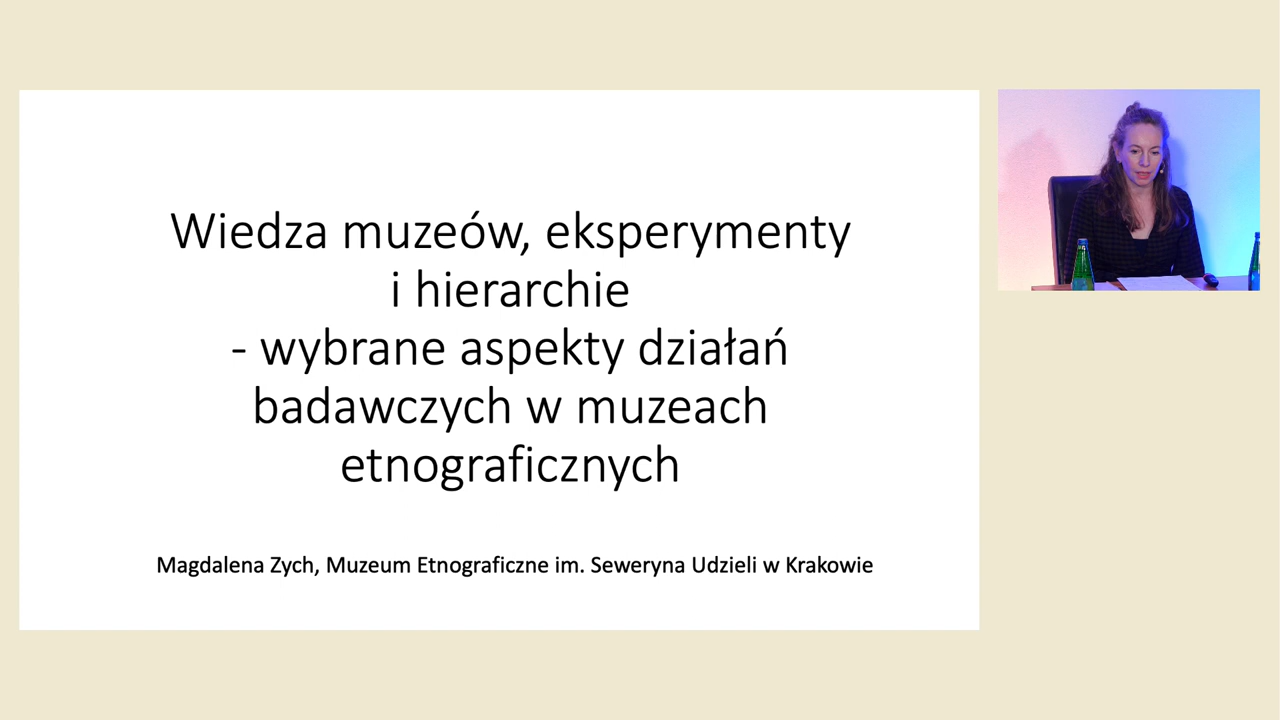 Wiedza muzeów, eksperymenty
i hierarchie
- wybrane aspekty działań
badawczych w muzeach
etnograficznych
Magdalena Zych, Muzeum Etnograficzne im. Seweryna Udzieli w Krakowie